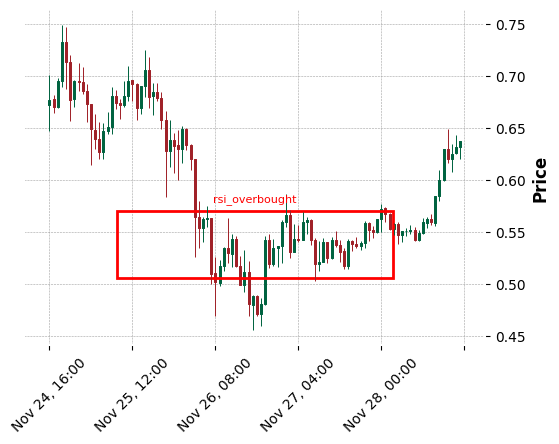 0.75
0.70
0.65
0.60
0.55
0.50
0.45
Price
rsi_overbought
Nov 24, 16:00
Nov 25, 12:00
Nov 26, 08:00
Nov 27, 04:00
Nov 28, 00:00